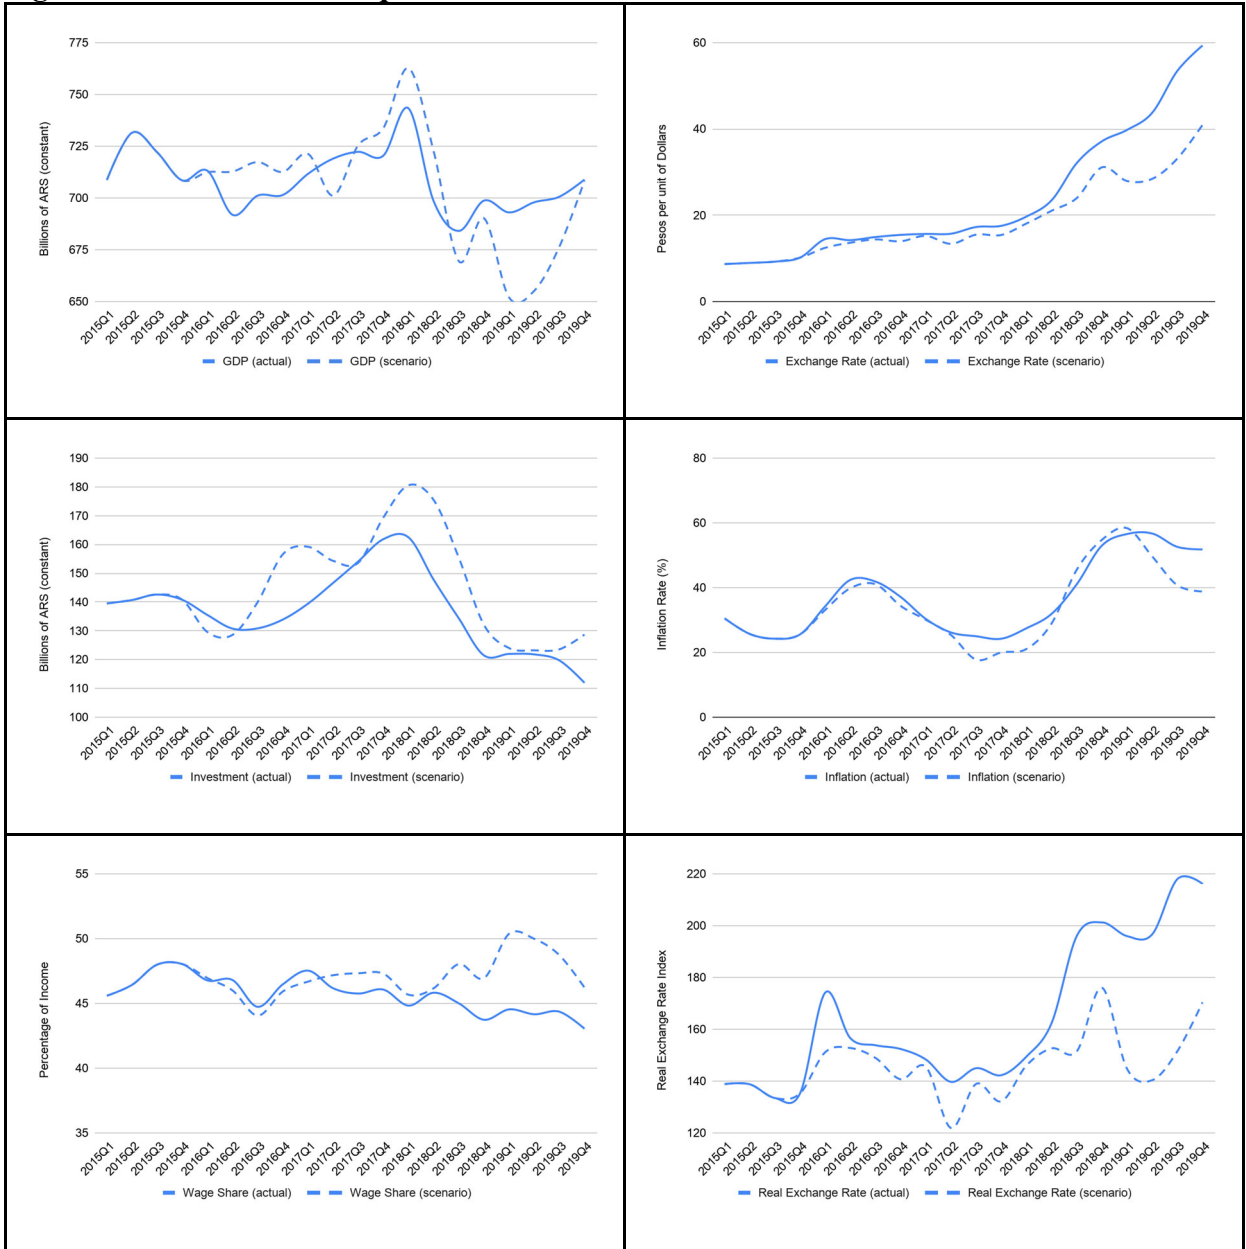 775
750
725
700
675
650
Billions of ARS (constant)
2015Q1 2015Q2 2015Q3 2015Q4 2016Q1 2016Q2 2016Q3 2016Q4 2017Q1 2017Q2 2017Q3 2017Q4 2018Q1 2018Q2 2018Q3 2018Q4 2019Q1 2019Q2 2019Q3 2019Q4
GDP (actual) GDP (scenario)
60
40
20
0
Pesos per unit of Dollars
2015Q1 2015Q2 2015Q3 2015Q4 2016Q1 2016Q2 2016Q3 2016Q4 2017Q1 2017Q2 2017Q3 2017Q4 2018Q1 2018Q2 2018Q3 2018Q4 2019Q1 2019Q2 2019Q3 2019Q4
Exchange Rate (actual) Exchange Rate (scenario)
190
180
170
160
150
140
130
120
110
100
Billions of ARS (constant)
2015Q1 2015Q2 2015Q3 2015Q4 2016Q1 2016Q2 2016Q3 2016Q4 2017Q1 2017Q2 2017Q3 2017Q4 2018Q1 2018Q2 2018Q3 2018Q4 2019Q1 2019Q2 2019Q3 2019Q4
Investment (actual) Investment (scenario)
80
60
40
20
0
Inflation Rate (%)
2015Q1 2015Q2 2015Q3 2015Q4 2016Q1 2016Q2 2016Q3 2016Q4 2017Q1 2017Q2 2017Q3 2017Q4 2018Q1 2018Q2 2018Q3 2018Q4 2019Q1 2019Q2 2019Q3 2019Q4
Inflation (actual) Inflation (scenario)
55
50
45
40
35
Percentage of Income
2015Q1 2015Q2 2015Q3 2015Q4 2016Q1 2016Q2 2016Q3 2016Q4 2017Q1 2017Q2 2017Q3 2017Q4 2018Q1 2018Q2 2018Q3 2018Q4 2019Q1 2019Q2 2019Q3 2019Q4
Wage Share (actual) Wage Share (scenario)
220
200
180
160
140
120
Real Exchange Rate Index
2015Q1 2015Q2 2015Q3 2015Q4 2016Q1 2016Q2 2016Q3 2016Q4 2017Q1 2017Q2 2017Q3 2017Q4 2018Q1 2018Q2 2018Q3 2018Q4 2019Q1 2019Q2 2019Q3 2019Q4
Real Exchange Rate (actual) Real Exchange Rate (scenario)